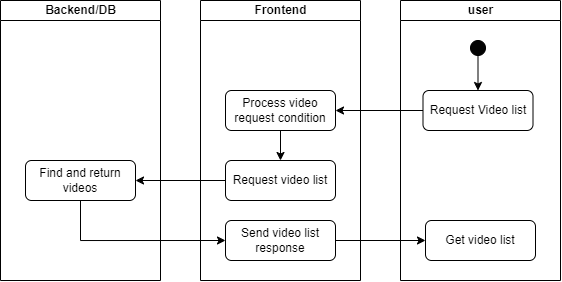 Backend/DB
Frontend
user
Request Video list
Process video
request condition
Request video list
Find and return
videos
Send video list
response
Get video list